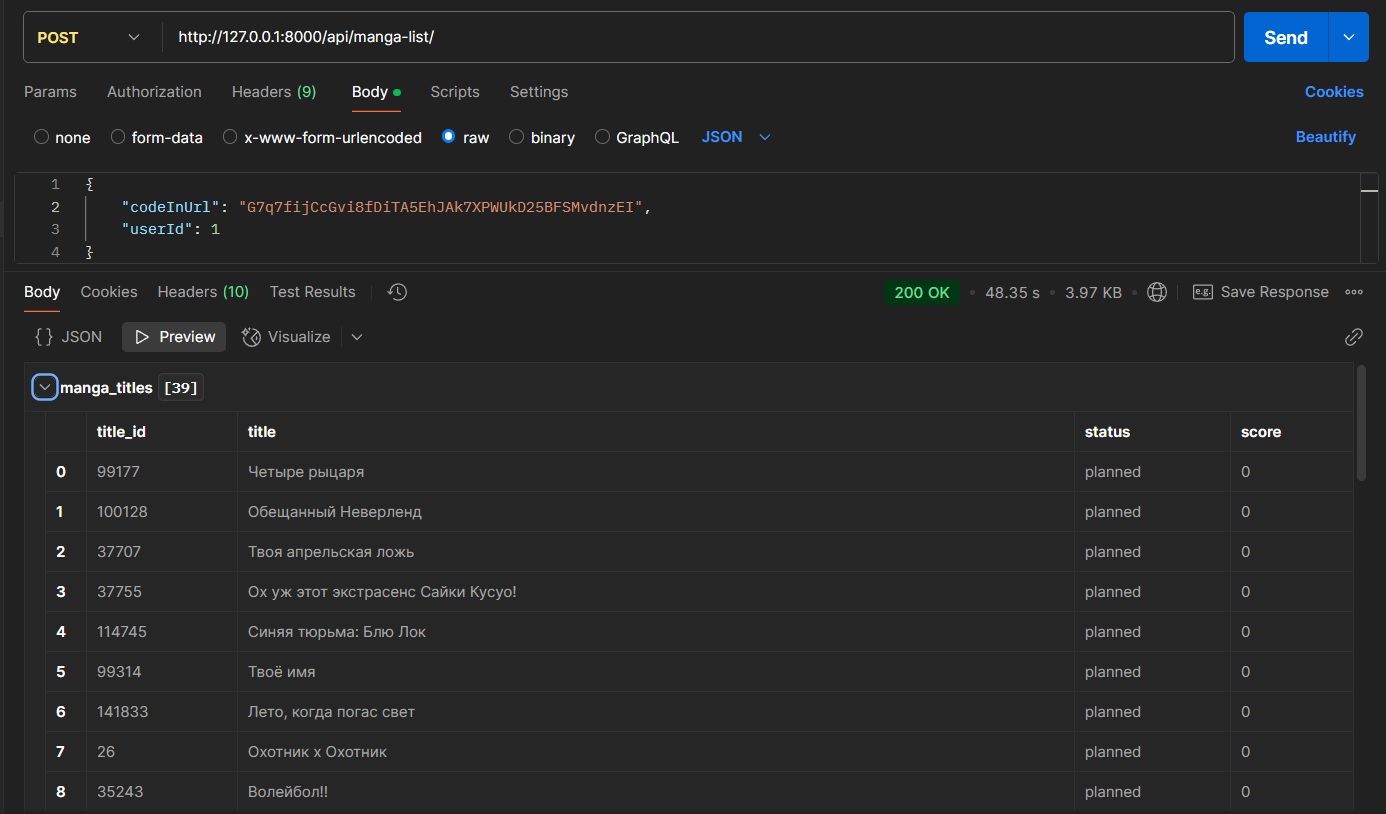 POST http://127.0.0.1:8000/api/manga-list/ Send
Params Authorization Headers (9) Body Scripts Settings Cookies
none form-data x-www-form-urlencoded raw binary GraphQL JSON Beautify
1 {
2 "codeInUrl": "G7q7fijCcGvi8fDiTA5EhJAk7XPWUkD25BFSMvdnzEI",
3 "userId": 1
4 }
Body Cookies Headers (10) Test Results 200 OK • 48.35 s • 3.97 KB • e.g. Save Response
{} JSON Preview Visualize
manga_titles [39]
title_id title status score
0 99177 Четыре рыцаря planned 0
1 100128 Обещанный Неверленд planned 0
2 37707 Твоя апрельская ложь planned 0
3 37755 Ох уж этот экстрасенс Сайки Кусуо! planned 0
4 114745 Синяя тюрьма: Блю Лок planned 0
5 99314 Твоё имя planned 0
6 141833 Лето, когда погас свет planned 0
7 26 Охотник х Охотник planned 0
8 35243 Волейбол!! planned 0